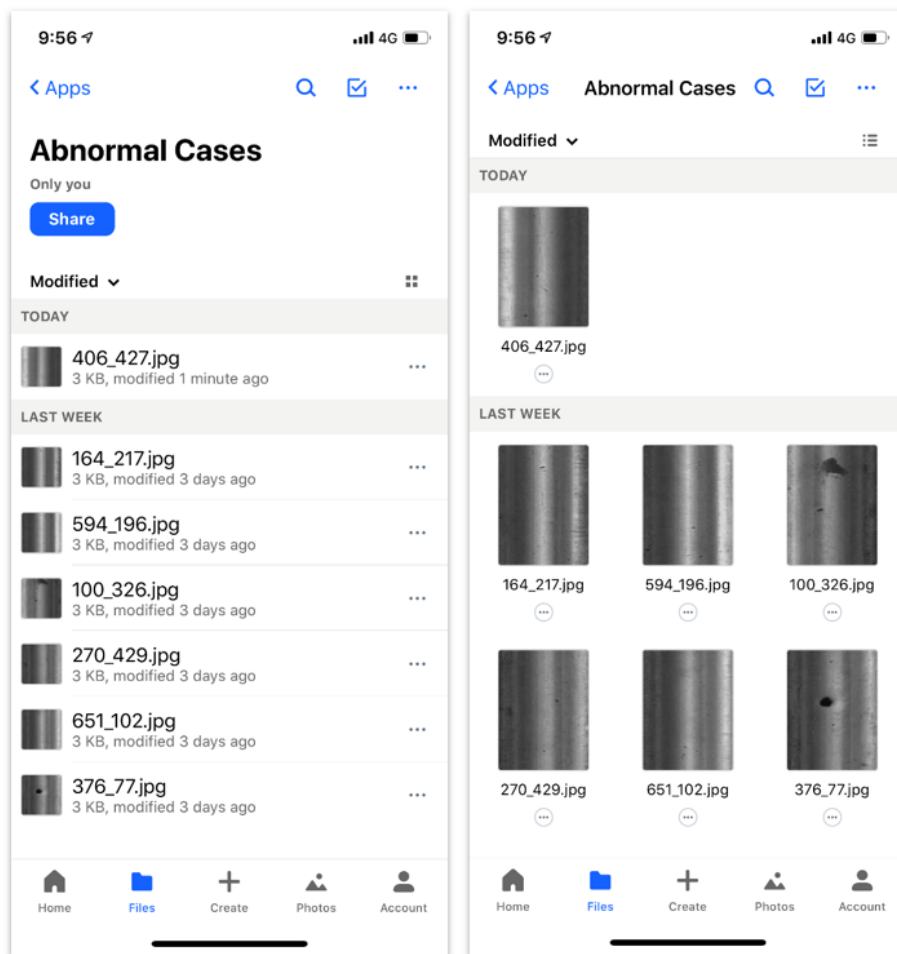 9:56
4G
Apps
Abnormal Cases
Only you
Share
Modified
TODAY
406_427.jpg
3 KB, modified 1 minute ago
LAST WEEK
164_217.jpg
3 KB, modified 3 days ago
594_196.jpg
3 KB, modified 3 days ago
100_326.jpg
3 KB, modified 3 days ago
270_429.jpg
3 KB, modified 3 days ago
651_102.jpg
3 KB, modified 3 days ago
376_77.jpg
3 KB, modified 3 days ago
Home Files Create Photos Account
9:56
4G
Apps Abnormal Cases
Modified
TODAY
406_427.jpg
LAST WEEK
164_217.jpg 594_196.jpg 100_326.jpg
270_429.jpg 651_102.jpg 376_77.jpg
Home Files Create Photos Account